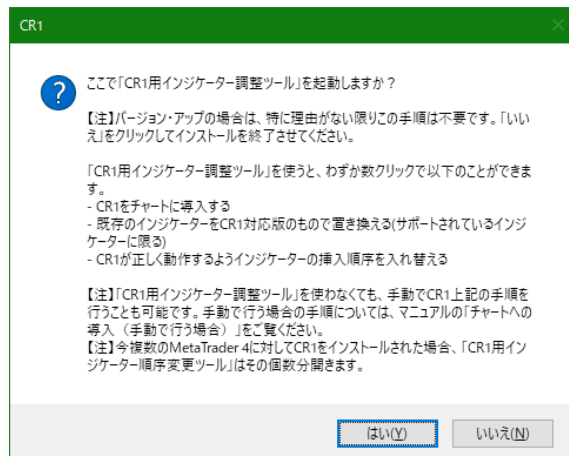 CR1
ここで「CR1用インジケーター調整ツール」を起動しますか？
【注】バージョン・アップの場合は、特に理由がない限りこの手順は不要です。「いい
え」をクリックしてインストールを終了させてください。
「CR1用インジケーター調整ツール」を使うと、わずか数クリックで以下のことができま
す。
- CR1をチャートに導入する
- 既存のインジケーターをCR1対応版のもので置き換える(サポートされているインジ
ケーターに限る)
- CR1が正しく動作するようインジケーターの挿入順序を入れ替える
【注】「CR1用インジケーター調整ツール」を使わなくても、手動でCR1上記の手順を
行うことも可能です。手動で行う場合の手順については、マニュアルの「チャートへの
導入（手動で行う場合）」をご覧ください。
【注】今複数のMetaTrader 4に対してCR1をインストールされた場合、「CR1用イン
ジケーター順序変更ツール」はその個数分開きます。
はい(Y) いいえ(N)